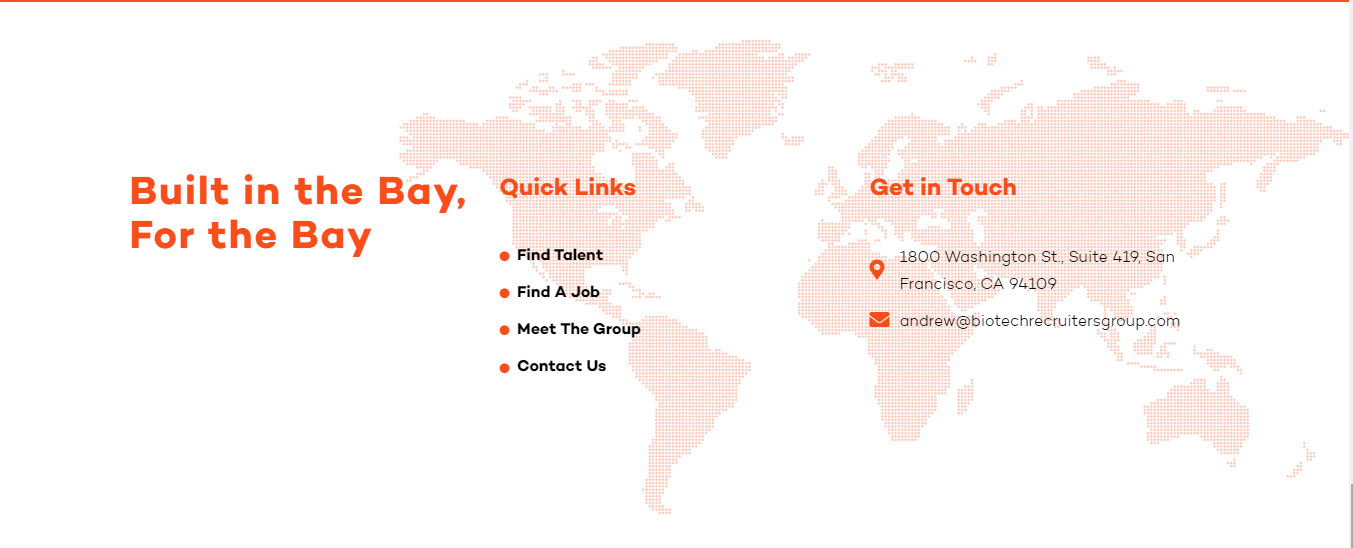 Built in the Bay,
For the Bay
Quick Links
Find Talent
Find A Job
Meet The Group
Contact Us
Get in Touch
1800 Washington St., Suite 419, San
Francisco, CA 94109
andrew@biotechrecruitersgroup.com